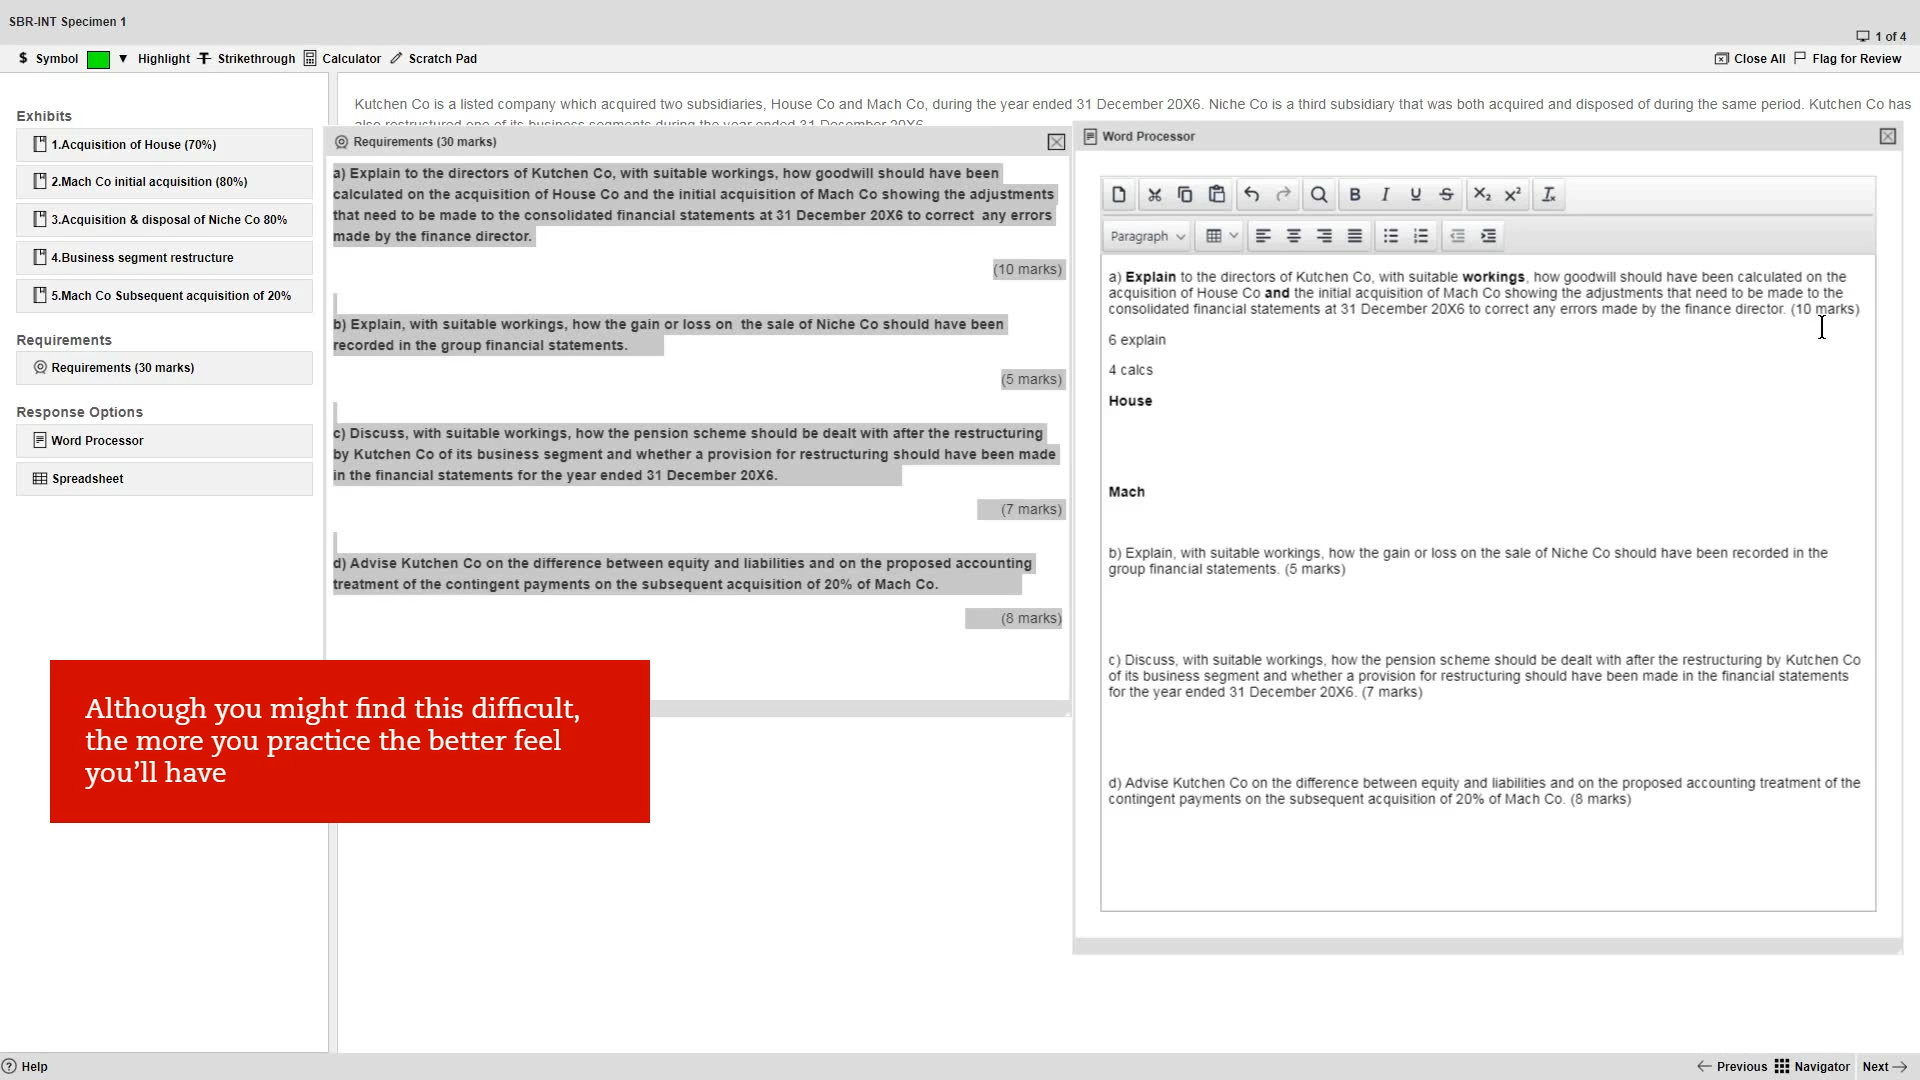 SBR-INT Specimen 1
1 of 4
$ Symbol Highlight Strikethrough Calculator Scratch Pad
Close All Flag for Review
Exhibits
1.Acquisition of House (70%)
2.Mach Co initial acquisition (80%)
3.Acquisition & disposal of Niche Co 80%
4.Business segment restructure
5.Mach Co Subsequent acquisition of 20%
Requirements
Requirements (30 marks)
Response Options
Word Processor
Spreadsheet
Kutchen Co is a listed company which acquired two subsidiaries, House Co and Mach Co, during the year ended 31 December 20X6. Niche Co is a third subsidiary that was both acquired and disposed of during the same period. Kutchen Co has
also restructured one of its business segments during the year ended 31 December 20X6.
Requirements (30 marks)
a) Explain to the directors of Kutchen Co, with suitable workings, how goodwill should have been
calculated on the acquisition of House Co and the initial acquisition of Mach Co showing the adjustments
that need to be made to the consolidated financial statements at 31 December 20X6 to correct any errors
made by the finance director.
(10 marks)
b) Explain, with suitable workings, how the gain or loss on the sale of Niche Co should have been
recorded in the group financial statements.
(5 marks)
c) Discuss, with suitable workings, how the pension scheme should be dealt with after the restructuring
by Kutchen Co of its business segment and whether a provision for restructuring should have been made
in the financial statements for the year ended 31 December 20X6.
(7 marks)
d) Advise Kutchen Co on the difference between equity and liabilities and on the proposed accounting
treatment of the contingent payments on the subsequent acquisition of 20% of Mach Co.
(8 marks)
Word Processor
B I U S X₂ X² Ix
Paragraph
a) Explain to the directors of Kutchen Co, with suitable workings, how goodwill should have been calculated on the
acquisition of House Co and the initial acquisition of Mach Co showing the adjustments that need to be made to the
consolidated financial statements at 31 December 20X6 to correct any errors made by the finance director. (10 marks)
6 explain
4 calcs
House
Mach
b) Explain, with suitable workings, how the gain or loss on the sale of Niche Co should have been recorded in the
group financial statements. (5 marks)
c) Discuss, with suitable workings, how the pension scheme should be dealt with after the restructuring by Kutchen Co
of its business segment and whether a provision for restructuring should have been made in the financial statements
for the year ended 31 December 20X6. (7 marks)
d) Advise Kutchen Co on the difference between equity and liabilities and on the proposed accounting treatment of the
contingent payments on the subsequent acquisition of 20% of Mach Co. (8 marks)
Although you might find this difficult,
the more you practice the better feel
you’ll have
Help
Previous Navigator Next